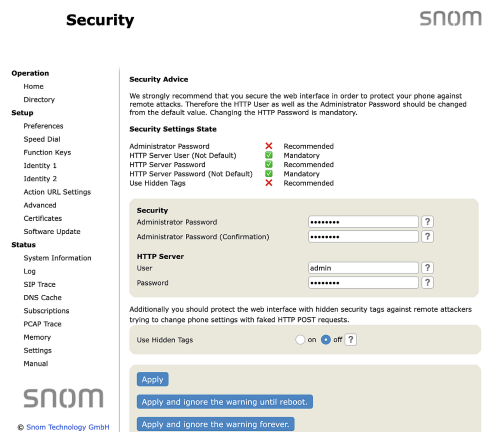 Security
snom
Operation
Home
Directory
Setup
Preferences
Speed Dial
Function Keys
Identity 1
Identity 2
Action URL Settings
Advanced
Certificates
Software Update
Status
System Information
Log
SIP Trace
DNS Cache
Subscriptions
PCAP Trace
Memory
Settings
Manual
snom
© Snom Technology GmbH
Security Advice
We strongly recommend that you secure the web interface in order to protect your phone against
remote attacks. Therefore the HTTP User as well as the Administrator Password should be changed
from the default value. Changing the HTTP Password is mandatory.
Security Settings State
Administrator Password Recommended
HTTP Server User (Not Default) Mandatory
HTTP Server Password Recommended
HTTP Server Password (Not Default) Mandatory
Use Hidden Tags Recommended
Security
Administrator Password •••••••• ?
Administrator Password (Confirmation) •••••••• ?
HTTP Server
User admin ?
Password •••••••• ?
Additionally you should protect the web interface with hidden security tags against remote attackers
trying to change phone settings with faked HTTP POST requests.
Use Hidden Tags on off ?
Apply
Apply and ignore the warning until reboot.
Apply and ignore the warning forever.